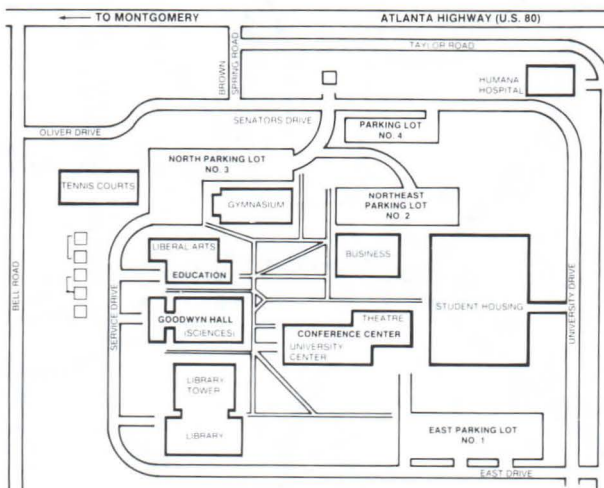 ← TO MONTGOMERY
ATLANTA HIGHWAY (U.S. 80)
TAYLOR ROAD
BROWN
SPRING ROAD
HUMANA
HOSPITAL
SENATORS DRIVE
OLIVER DRIVE
PARKING LOT
NO. 4
NORTH PARKING LOT
NO. 3
TENNIS COURTS
GYMNASIUM
NORTHEAST
PARKING LOT
NO. 2
LIBERAL ARTS
EDUCATION
BUSINESS
BELL ROAD
SERVICE DRIVE
GOODWYN HALL
(SCIENCES)
THEATRE
CONFERENCE CENTER
UNIVERSITY
CENTER
STUDENT HOUSING
UNIVERSITY DRIVE
LIBRARY
TOWER
LIBRARY
EAST PARKING LOT
NO. 1
EAST DRIVE